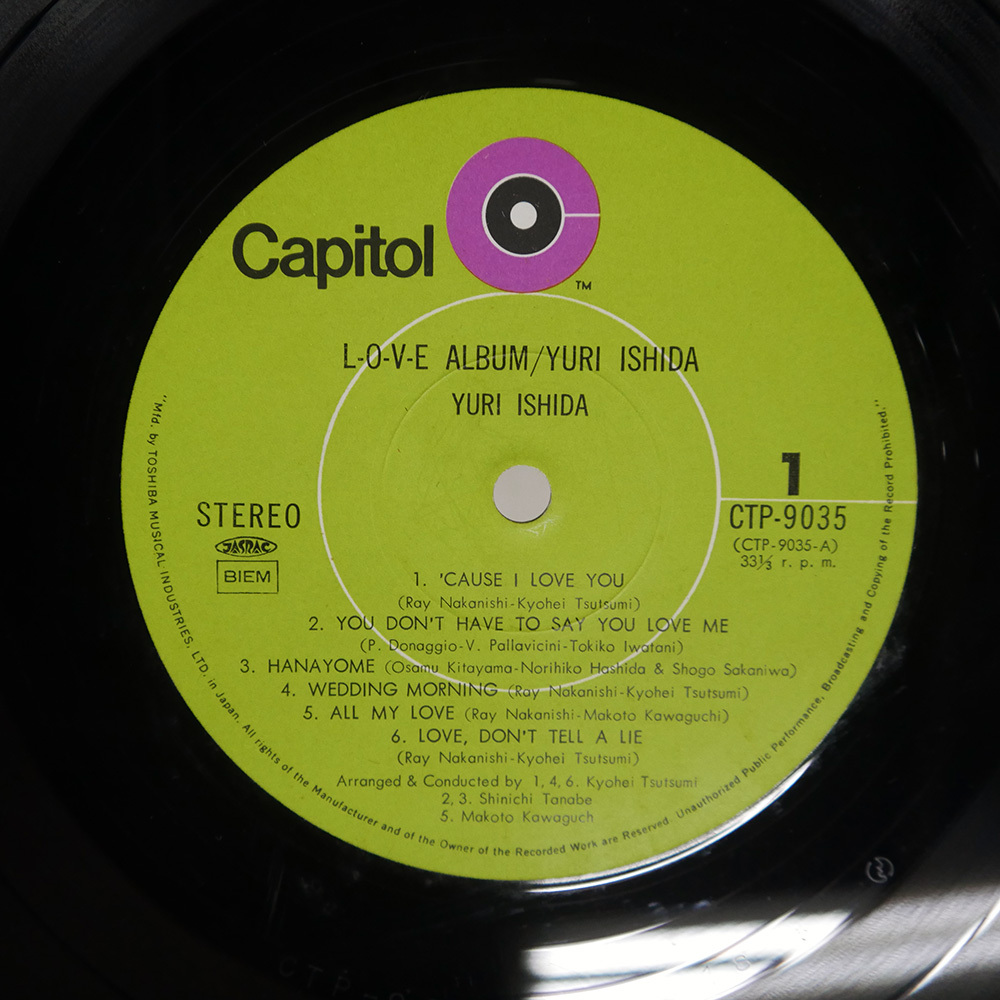 Capitol
TM
L-O-V-E ALBUM/YURI ISHIDA
YURI ISHIDA
1
STEREO
CTP-9035
JASRAC
(CTP-9035-A)
BIEM
33⅓ r. p. m.
1. 'CAUSE I LOVE YOU
(Ray Nakanishi-Kyohei Tsutsumi)
2. YOU DON'T HAVE TO SAY YOU LOVE ME
(P. Donaggio-V. Pallavicini-Tokiko Iwatani)
3. HANAYOME (Osamu Kitayama-Norihiko Hashida & Shogo Sakaniwa)
4. WEDDING MORNING (Ray Nakanishi-Kyohei Tsutsumi)
5. ALL MY LOVE (Ray Nakanishi-Makoto Kawaguchi)
6. LOVE, DON'T TELL A LIE
(Ray Nakanishi-Kyohei Tsutsumi)
Arranged & Conducted by 1, 4, 6. Kyohei Tsutsumi
2, 3. Shinichi Tanabe
5. Makoto Kawaguch
"Mfd. by TOSHIBA MUSICAL INDUSTRIES, LTD. in Japan. All rights of the Manufacturer and of the Owner of the Recorded Work are Reserved. Unauthorized Public Performance, Broadcasting and Copying of the Record Prohibited."